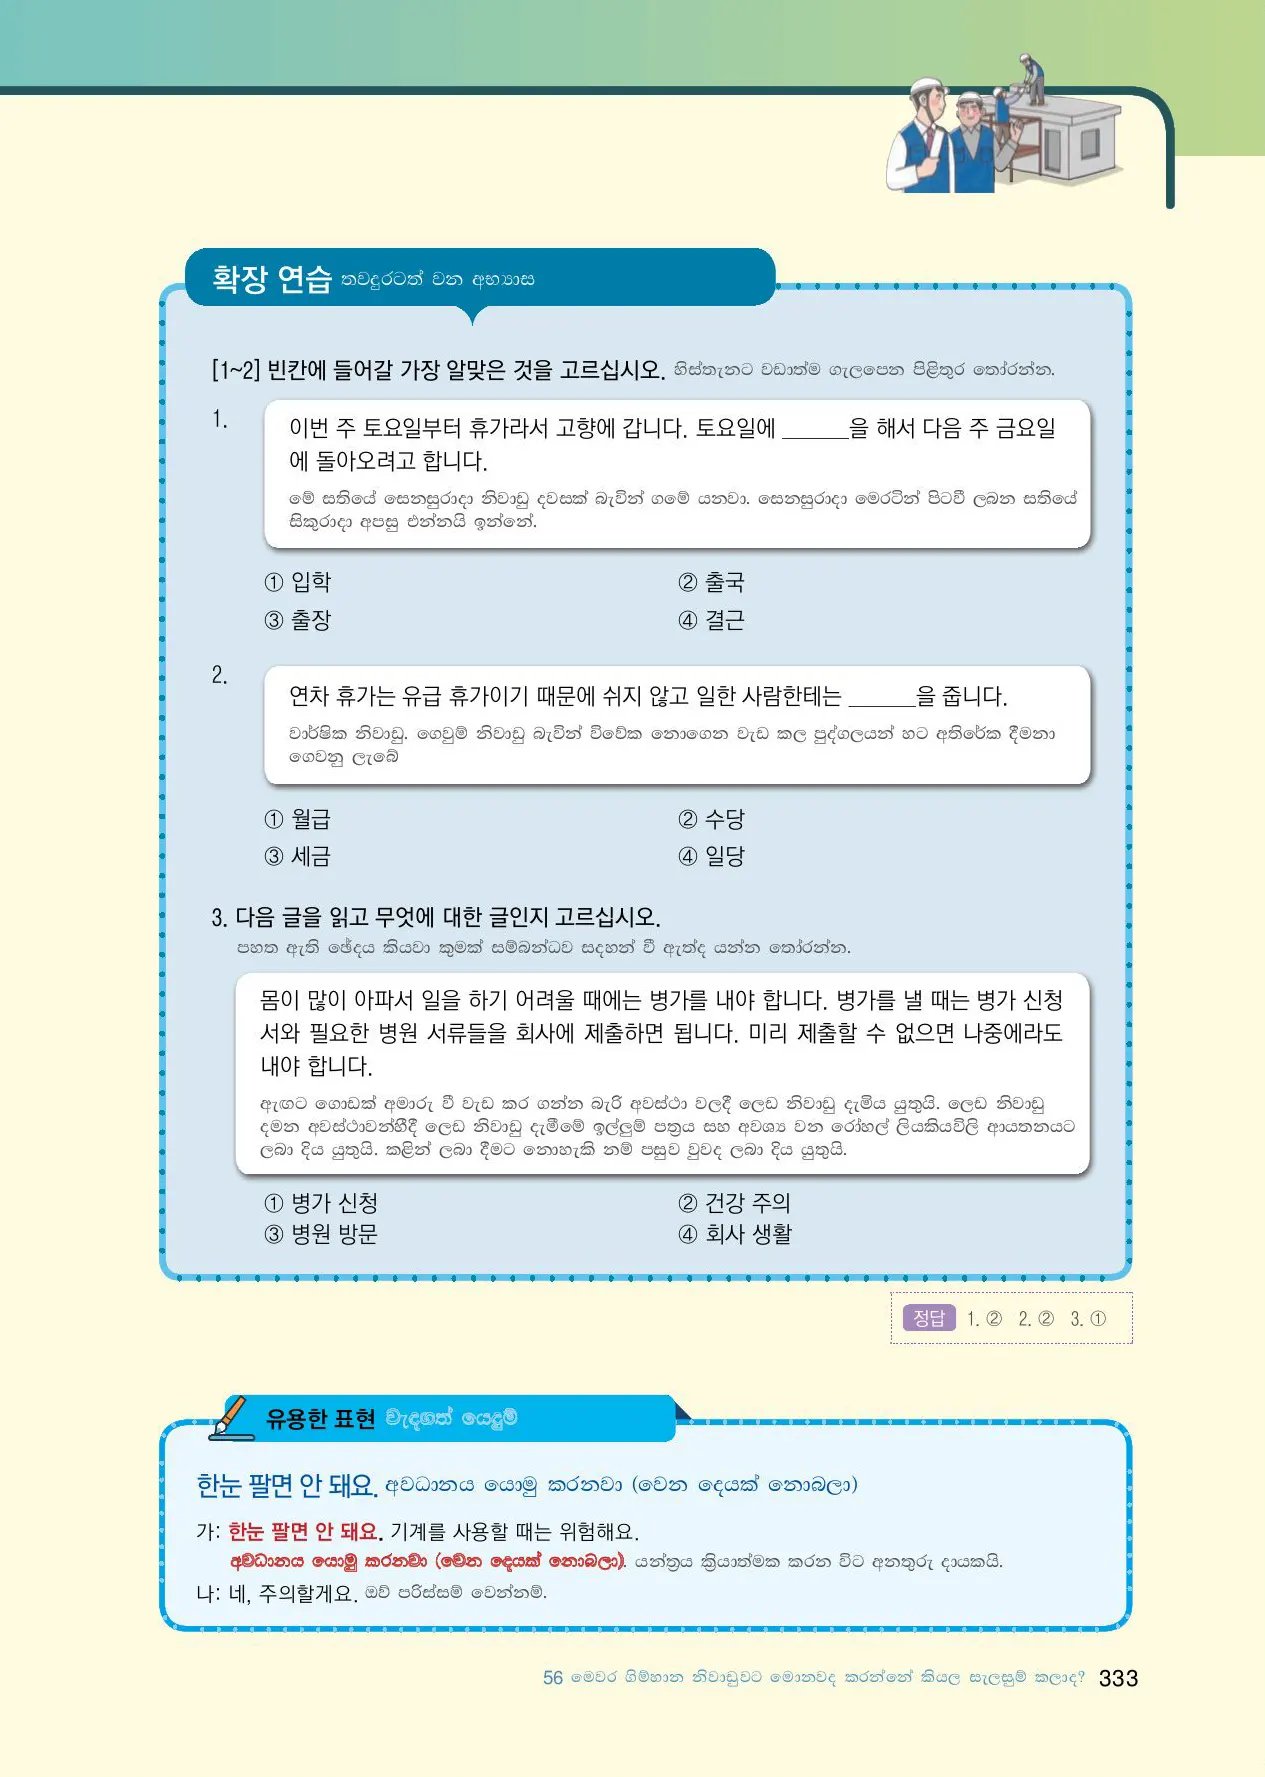 확장 연습 තවදුරටත් වන අභ්‍යාස
[1~2] 빈칸에 들어갈 가장 알맞은 것을 고르십시오. හිස්තැනට වඩාත්ම ගැලපෙන පිළිතුර තෝරන්න.
1.
이번 주 토요일부터 휴가라서 고향에 갑니다. 토요일에 ______을 해서 다음 주 금요일
에 돌아오려고 합니다.
මේ සතියේ සෙනසුරාදා නිවාඩු දවසක් බැවින් ගමේ යනවා. සෙනසුරාදා මෙරටින් පිටවී ලබන සතියේ
සිකුරාදා අපසු එන්නයි ඉන්නේ.
① 입학 ② 출국
③ 출장 ④ 결근
2.
연차 휴가는 유급 휴가이기 때문에 쉬지 않고 일한 사람한테는 ______을 줍니다.
වාර්ෂික නිවාඩු. ගෙවුම් නිවාඩු බැවින් විවේක නොගෙන වැඩ කල පුද්ගලයන් හට අතිරේක දීමනා
ගෙවනු ලැබේ
① 월급 ② 수당
③ 세금 ④ 일당
3. 다음 글을 읽고 무엇에 대한 글인지 고르십시오.
පහත ඇති ඡේදය කියවා කුමක් සම්බන්ධව සදහන් වී ඇත්ද යන්න තෝරන්න.
몸이 많이 아파서 일을 하기 어려울 때에는 병가를 내야 합니다. 병가를 낼 때는 병가 신청
서와 필요한 병원 서류들을 회사에 제출하면 됩니다. 미리 제출할 수 없으면 나중에라도
내야 합니다.
ඇඟට ගොඩක් අමාරු වී වැඩ කර ගන්න බැරි අවස්ථා වලදී ලෙඩ නිවාඩු දැමිය යුතුයි. ලෙඩ නිවාඩු
දමන අවස්ථාවන්හීදී ලෙඩ නිවාඩු දැමීමේ ඉල්ලුම් පත්‍රය සහ අවශ්‍ය වන රෝහල් ලියකියවිලි ආයතනයට
ලබා දිය යුතුයි. කළින් ලබා දීමට නොහැකි නම් පසුව වුවද ලබා දිය යුතුයි.
① 병가 신청 ② 건강 주의
③ 병원 방문 ④ 회사 생활
정답 1. ② 2. ② 3. ①
유용한 표현 වැදගත් යෙදුම්
한눈 팔면 안 돼요. අවධානය යොමු කරනවා (වෙන දෙයක් නොබලා)
가: 한눈 팔면 안 돼요. 기계를 사용할 때는 위험해요.
අවධානය යොමු කරනවා (වෙන දෙයක් නොබලා). යන්ත්‍රය ක්‍රියාත්මක කරන විට අනතුරු දායකයි.
나: 네, 주의할게요. ඔව් පරිස්සම් වෙන්නම්.
56 මෙවර ගිම්හාන නිවාඩුවට මොනවද කරන්නේ කියල සැලසුම් කලාද? 333